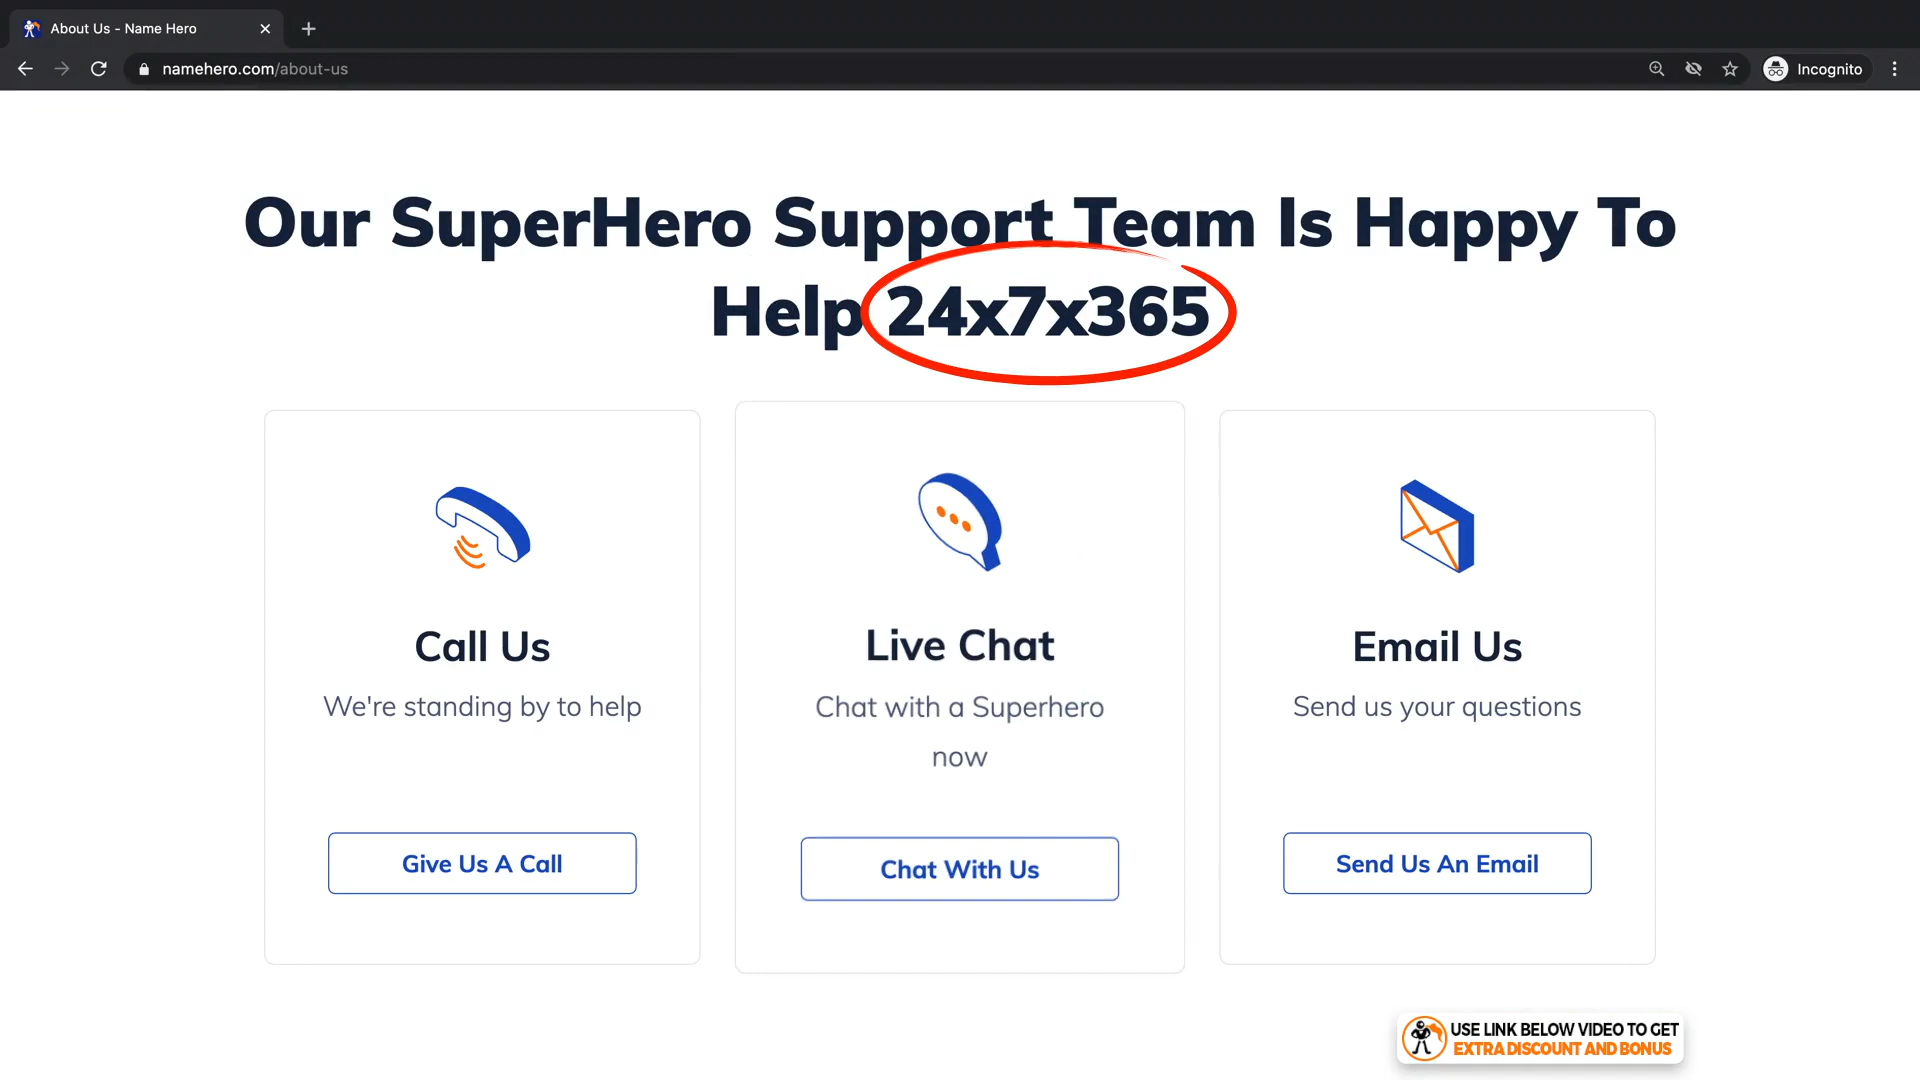 About Us - Name Hero
namehero.com/about-us
Incognito
Our SuperHero Support Team Is Happy To
Help 24x7x365
Call Us
We're standing by to help
Give Us A Call
Live Chat
Chat with a Superhero
now
Chat With Us
Email Us
Send us your questions
Send Us An Email
USE LINK BELOW VIDEO TO GET
EXTRA DISCOUNT AND BONUS